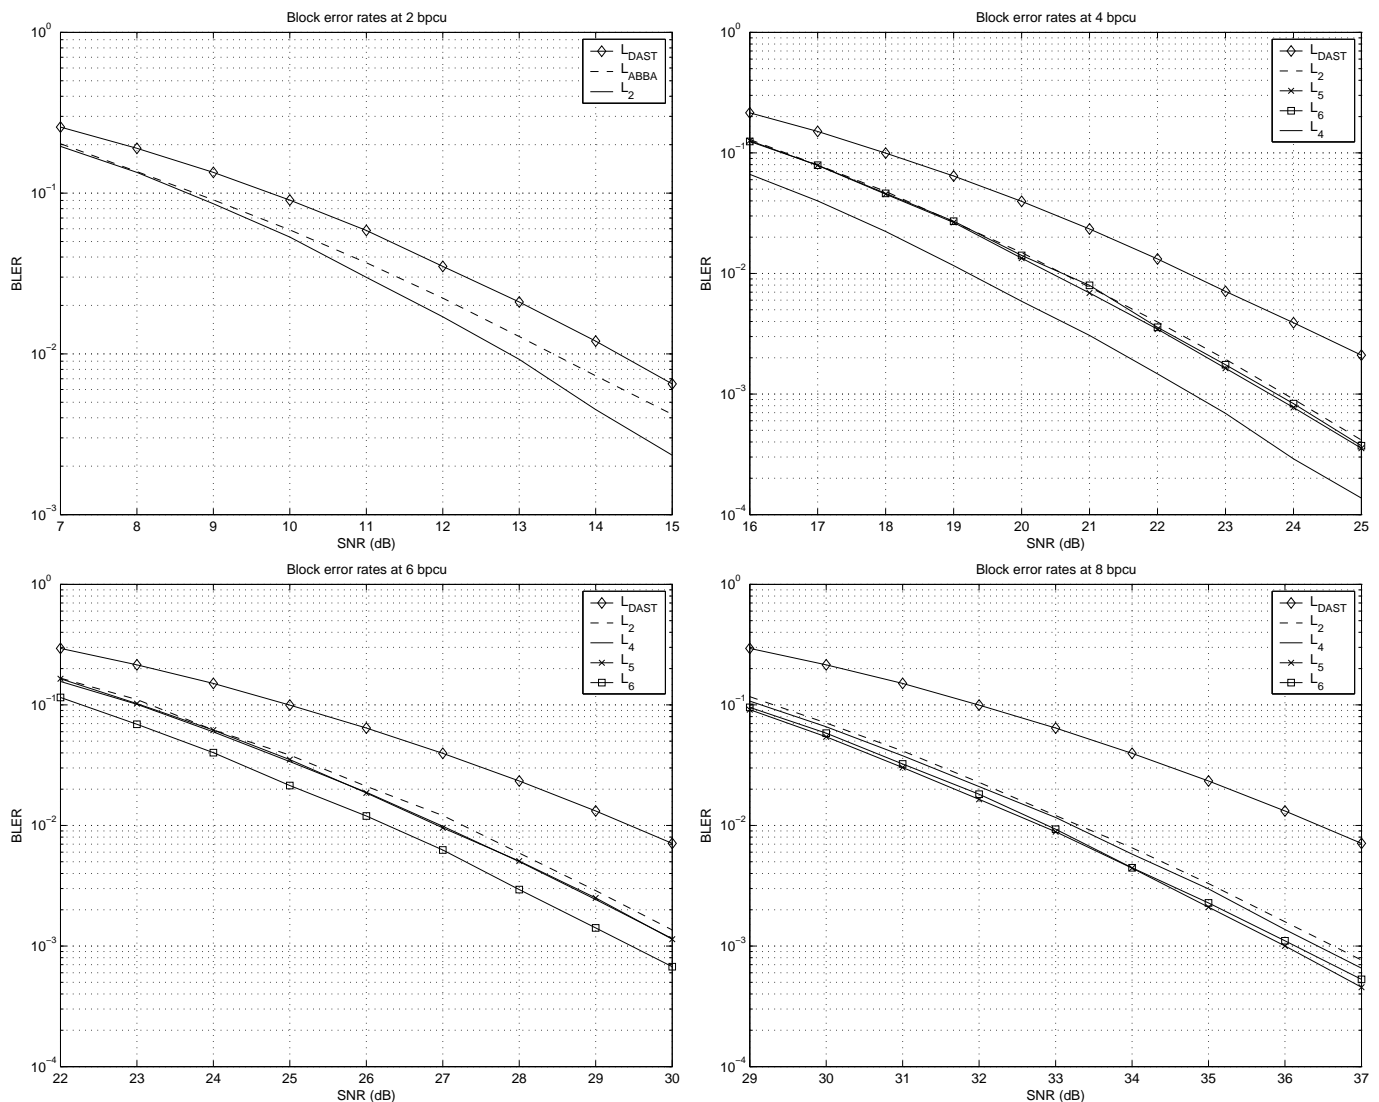 Block error rates at 2 bpcu
10^0
10^−1
10^−2
10^−3
BLER
7 8 9 10 11 12 13 14 15
SNR (dB)
L_DAST
L_ABBA
L_2
Block error rates at 4 bpcu
10^0
10^−1
10^−2
10^−3
10^−4
BLER
16 17 18 19 20 21 22 23 24 25
SNR (dB)
L_DAST
L_2
L_5
L_6
L_4
Block error rates at 6 bpcu
10^0
10^−1
10^−2
10^−3
10^−4
BLER
22 23 24 25 26 27 28 29 30
SNR (dB)
L_DAST
L_2
L_4
L_5
L_6
Block error rates at 8 bpcu
10^0
10^−1
10^−2
10^−3
10^−4
BLER
29 30 31 32 33 34 35 36 37
SNR (dB)
L_DAST
L_2
L_4
L_5
L_6